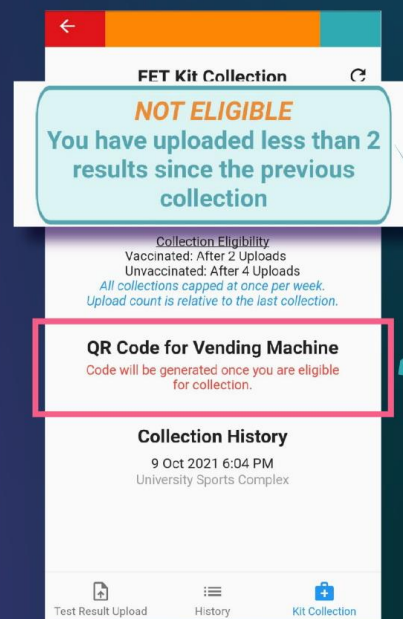 FET Kit Collection
NOT ELIGIBLE
You have uploaded less than 2
results since the previous
collection
Collection Eligibility
Vaccinated: After 2 Uploads
Unvaccinated: After 4 Uploads
All collections capped at once per week.
Upload count is relative to the last collection.
QR Code for Vending Machine
Code will be generated once you are eligible
for collection.
Collection History
9 Oct 2021 6:04 PM
University Sports Complex
Test Result Upload
History
Kit Collection